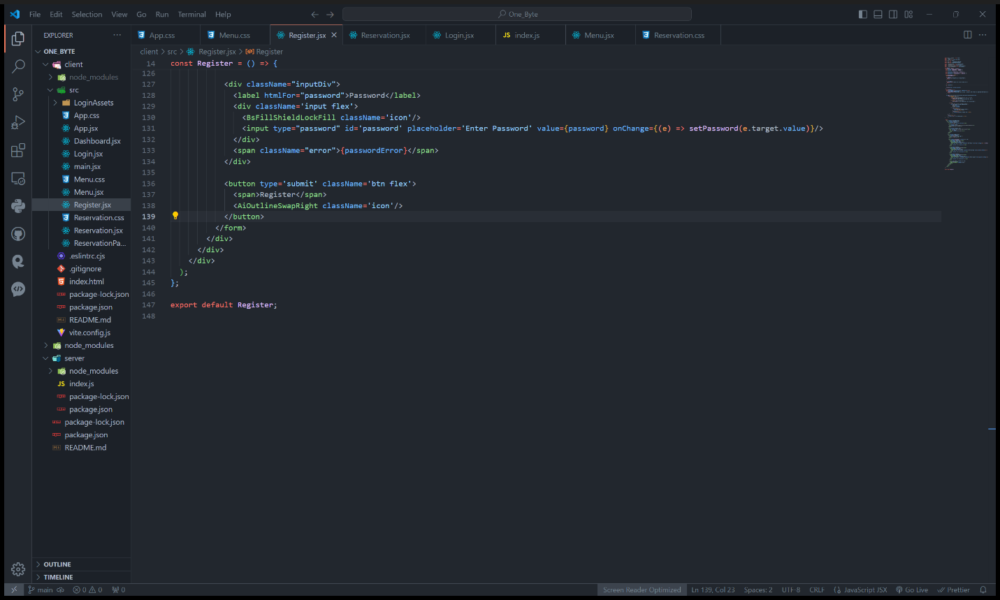 File Edit Selection View Go Run Terminal Help
One_Byte
EXPLORER
ONE_BYTE
client
node_modules
src
LoginAssets
App.css
App.jsx
Dashboard.jsx
Login.jsx
main.jsx
Menu.css
Menu.jsx
Register.jsx
Reservation.css
Reservation.jsx
ReservationPa...
.eslintrc.cjs
.gitignore
index.html
package-lock.json
package.json
README.md
vite.config.js
node_modules
server
node_modules
JS index.js
package-lock.json
package.json
package-lock.json
package.json
README.md
OUTLINE
TIMELINE
App.css Menu.css Register.jsx Reservation.jsx Login.jsx JS index.js Menu.jsx Reservation.css
client > src > Register.jsx > Register
14 const Register = () => {
126
127 <div className="inputDiv">
128 <label htmlFor="password">Password</label>
129 <div className='input flex'>
130 <BsFillShieldLockFill className='icon'/>
131 <input type="password" id='password' placeholder='Enter Password' value={password} onChange={(e) => setPassword(e.target.value)}/>
132 </div>
133 <span className="error">{passwordError}</span>
134 </div>
135
136 <button type='submit' className='btn flex'>
137 <span>Register</span>
138 <AiOutlineSwapRight className='icon'/>
139 </button>
140 </form>
141 </div>
142 </div>
143 </div>
144 );
145 };
146
147 export default Register;
148
main 0 0 0 Screen Reader Optimized Ln 139, Col 23 Spaces: 2 UTF-8 CRLF JavaScript JSX Go Live Prettier